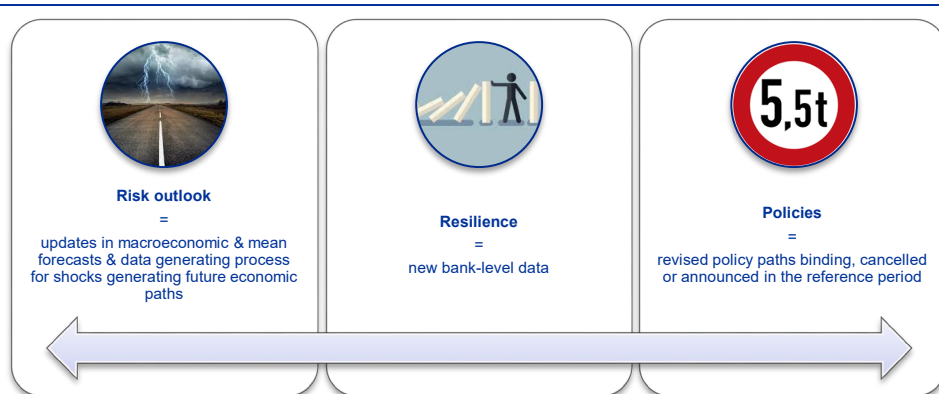 Risk outlook
=
updates in macroeconomic & mean
forecasts & data generating process
for shocks generating future economic
paths
Resilience
=
new bank-level data
5,5t
Policies
=
revised policy paths binding, cancelled
or announced in the reference period